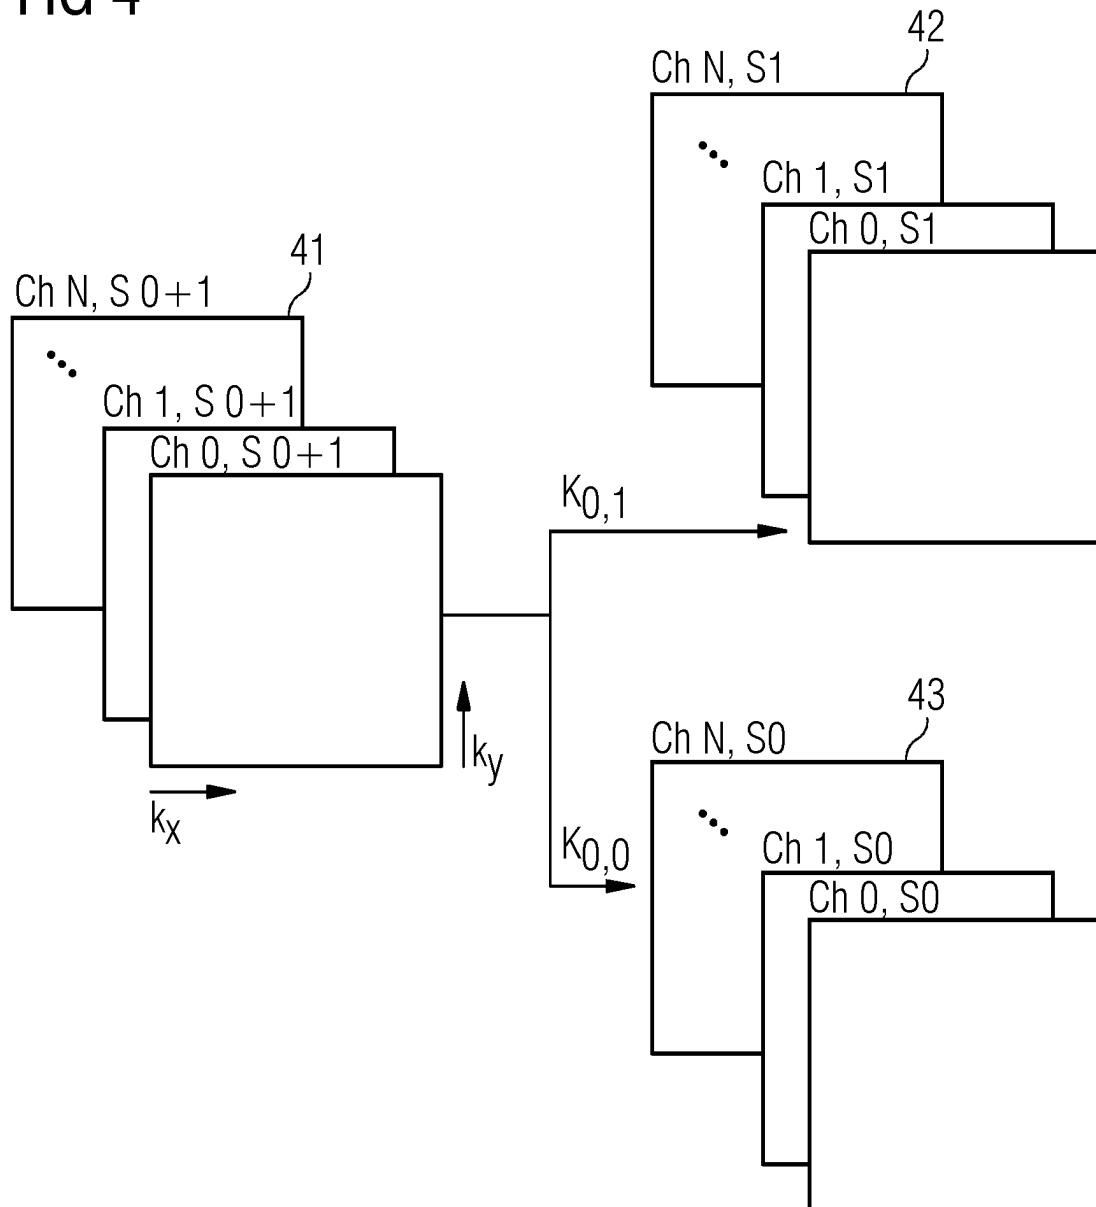 FIG 4
42
Ch N, S1
Ch 1, S1
Ch 0, S1
41
Ch N, S 0+1
Ch 1, S 0+1
Ch 0, S 0+1
K0,1
ky
kx
43
Ch N, S0
K0,0
Ch 1, S0
Ch 0, S0